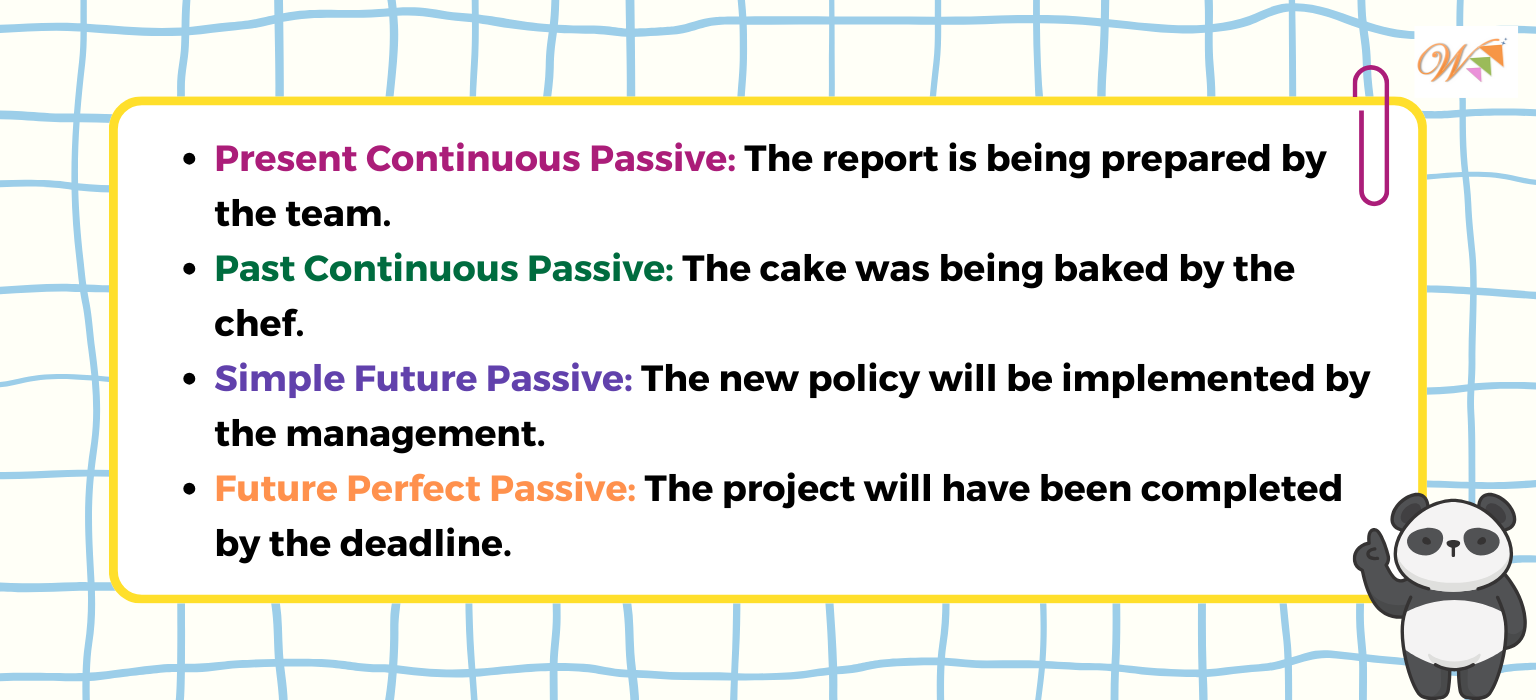 • Present Continuous Passive: The report is being prepared by
the team.
• Past Continuous Passive: The cake was being baked by the
chef.
• Simple Future Passive: The new policy will be implemented by
the management.
• Future Perfect Passive: The project will have been completed
by the deadline.
W